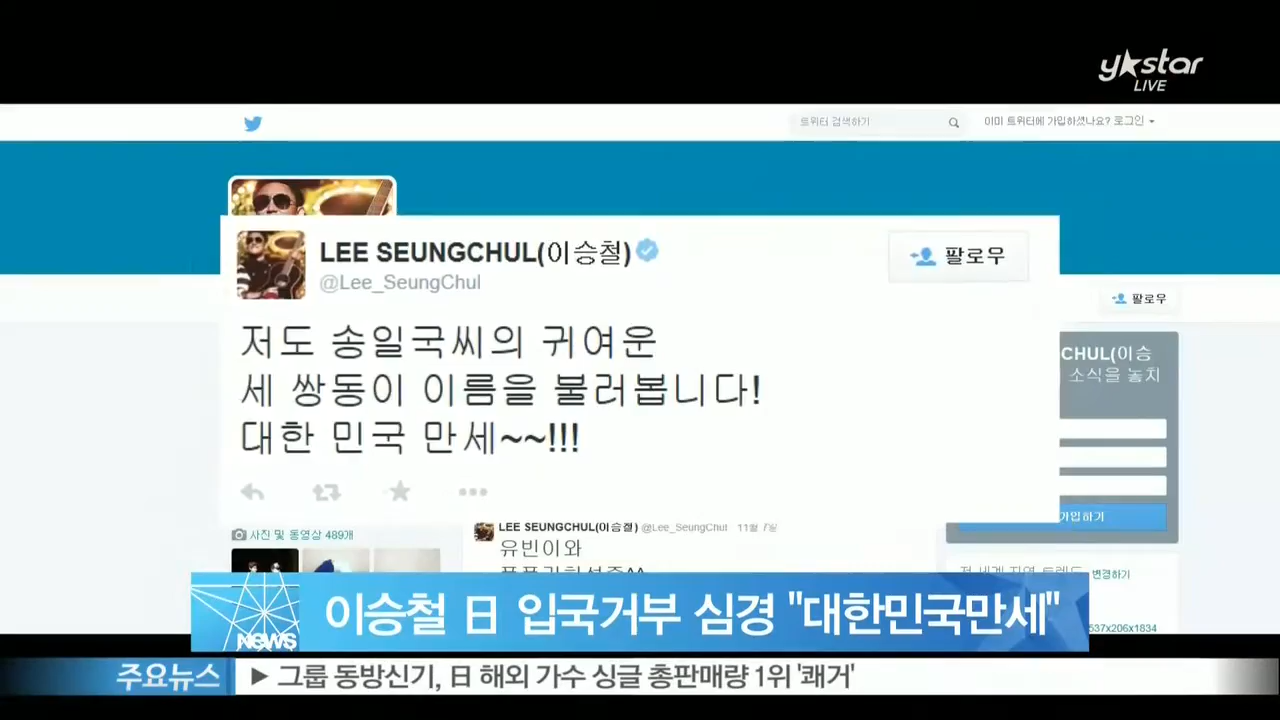 y★star
LIVE
트위터 검색하기
이미 트위터에 가입하셨나요? 로그인
LEE SEUNGCHUL(이승철)
@Lee_SeungChul
팔로우
팔로우
저도 송일국씨의 귀여운
세 쌍동이 이름을 불러봅니다!
대한 민국 만세~~!!!
CHUL(이승
소식을 놓치
가입하기
사진 및 동영상 489개
LEE SEUNGCHUL(이승철) @Lee_SeungChul 11월 7일
유빈이와
변경하기
537x206x1834
NEWS
이승철 日 입국거부 심경 "대한민국만세"
주요뉴스
▶ 그룹 동방신기, 日 해외 가수 싱글 총판매량 1위 '쾌거'